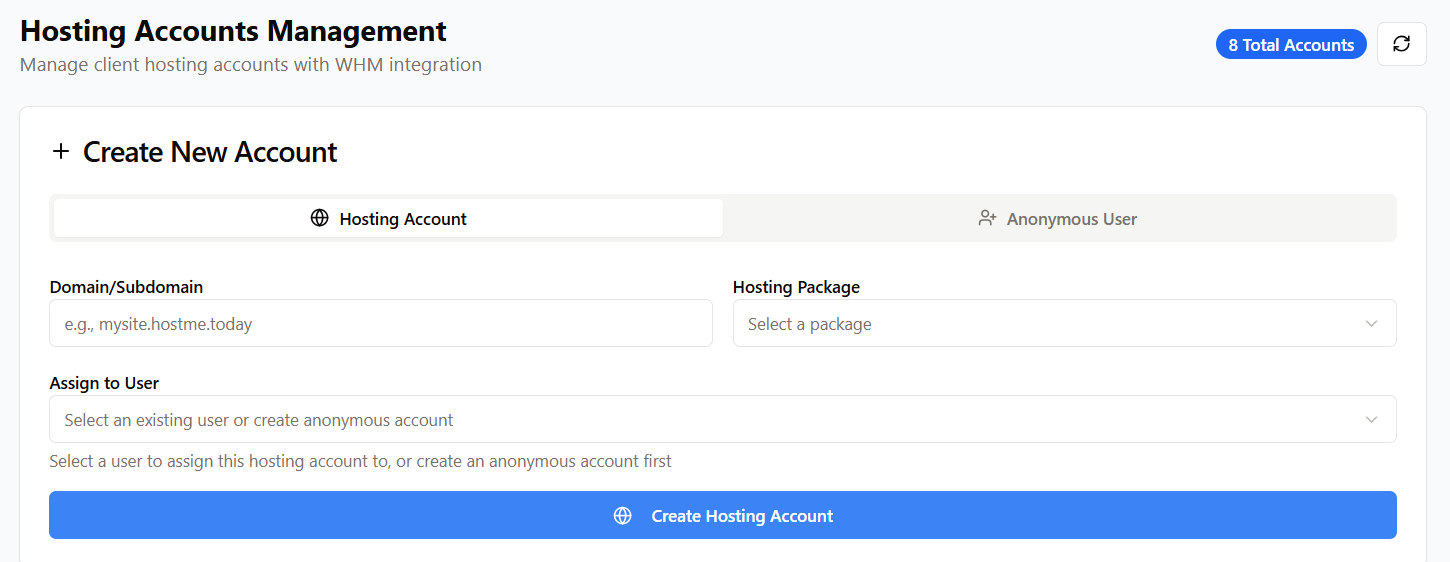 Hosting Accounts Management
Manage client hosting accounts with WHM integration
8 Total Accounts
Create New Account
Hosting Account
Anonymous User
Domain/Subdomain
Hosting Package
e.g., mysite.hostme.today
Select a package
Assign to User
Select an existing user or create anonymous account
Select a user to assign this hosting account to, or create an anonymous account first
Create Hosting Account